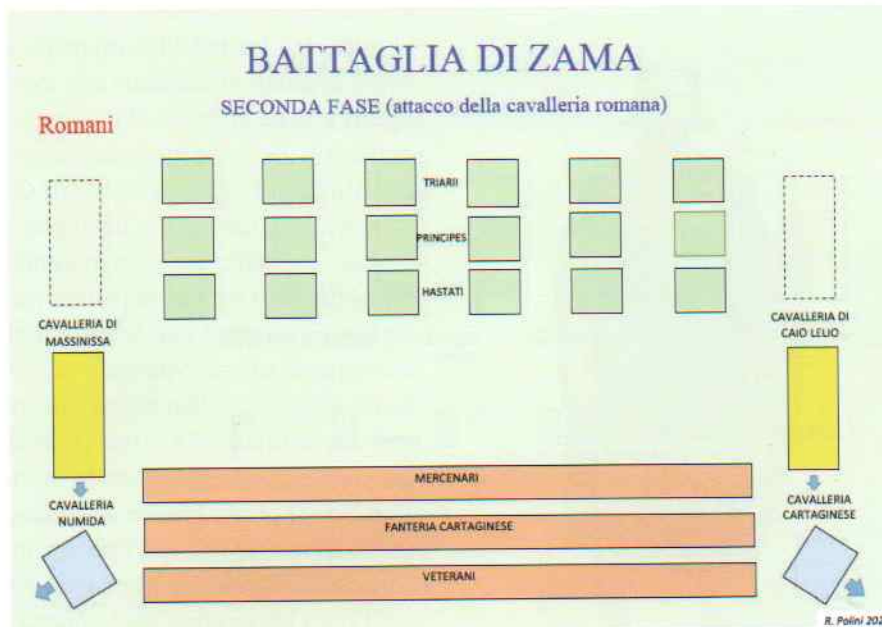 BATTAGLIA DI ZAMA
SECONDA FASE (attacco della cavalleria romana)
Romani
TRIARII
PRINCIPES
HASTATI
CAVALLERIA DI
MASSINISSA
CAVALLERIA DI
CAIO LELIO
MERCENARI
CAVALLERIA
NUMIDA
CAVALLERIA
CARTAGINESE
FANTERIA CARTAGINESE
VETERANI
R. Polini